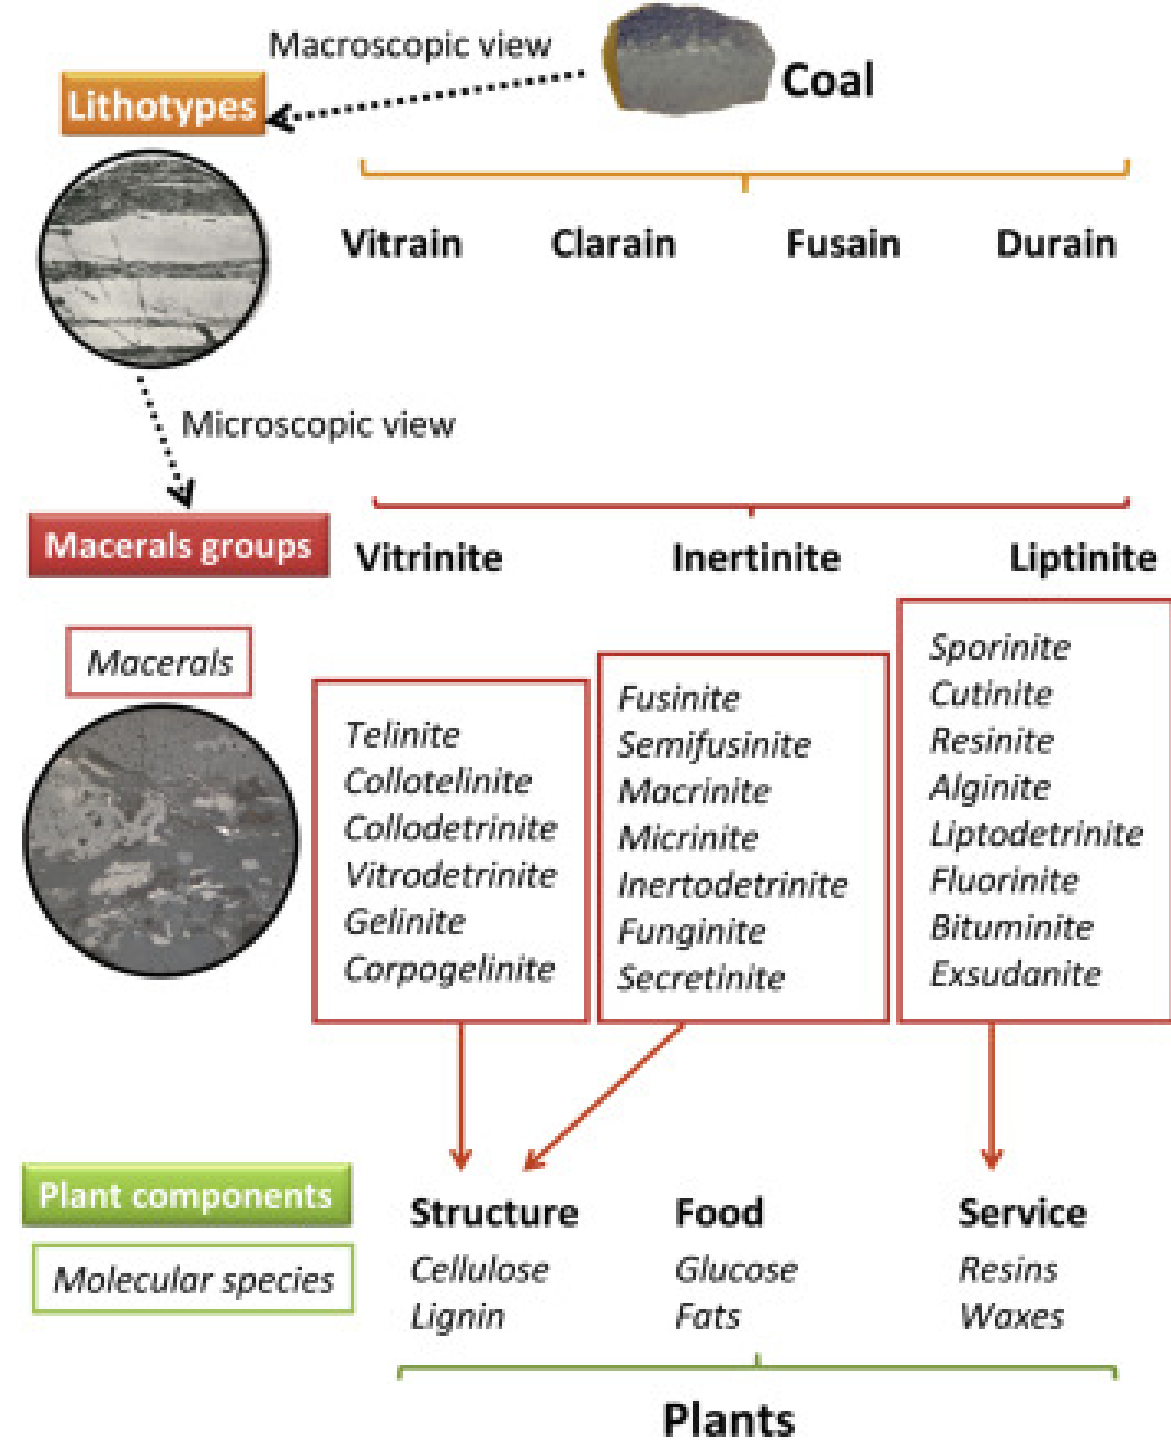 Macroscopic view
Coal
Lithotypes
Vitrain Clarain Fusain Durain
Microscopic view
Macerals groups
Vitrinite Inertinite Liptinite
Macerals
Telinite
Collotelinite
Collodetrinite
Vitrodetrinite
Gelinite
Corpogelinite
Fusinite
Semifusinite
Macrinite
Micrinite
Inertodetrinite
Funginite
Secretinite
Sporinite
Cutinite
Resinite
Alginite
Liptodetrinite
Fluorinite
Bituminite
Exsudanite
Plant components
Structure Food Service
Molecular species
Cellulose Glucose Resins
Lignin Fats Waxes
Plants